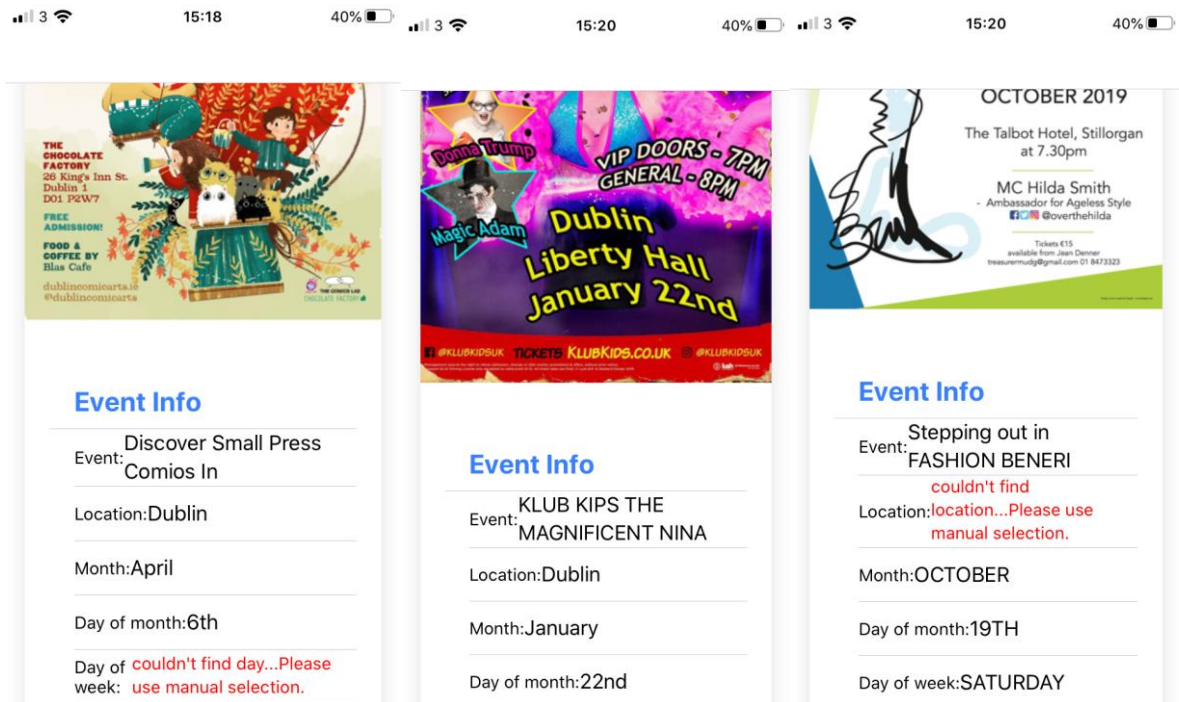 3
15:18
40%
THE
CHOCOLATE
FACTORY
26 King's Inn St.
Dublin 1
D01 P2W7
FREE
ADMISSION!
FOOD &
COFFEE BY
Blas Cafe
dublincomicarts.ie
@dublincomicarts
THE COMICS LAB
CHOCOLATE FACTORY
Event Info
Event: Discover Small Press
Comios In
Location:Dublin
Month:April
Day of month:6th
Day of week: couldn't find day...Please
use manual selection.
3
15:20
40%
Donna Trump
Magic Adam
VIP DOORS - 7PM
GENERAL - 8PM
Dublin
Liberty Hall
January 22nd
@KLUBKIDSUK TICKETS KLUBKIDS.CO.UK @KLUBKIDSUK
Event Info
Event: KLUB KIPS THE
MAGNIFICENT NINA
Location:Dublin
Month:January
Day of month:22nd
3
15:20
40%
OCTOBER 2019
The Talbot Hotel, Stillorgan
at 7.30pm
MC Hilda Smith
- Ambassador for Ageless Style
@overthehilda
Tickets €15
available from Jean Denner
treasurermudg@gmail.com 01 8473323
Event Info
Event: Stepping out in
FASHION BENERI
Location: couldn't find
location...Please use
manual selection.
Month:OCTOBER
Day of month:19TH
Day of week:SATURDAY